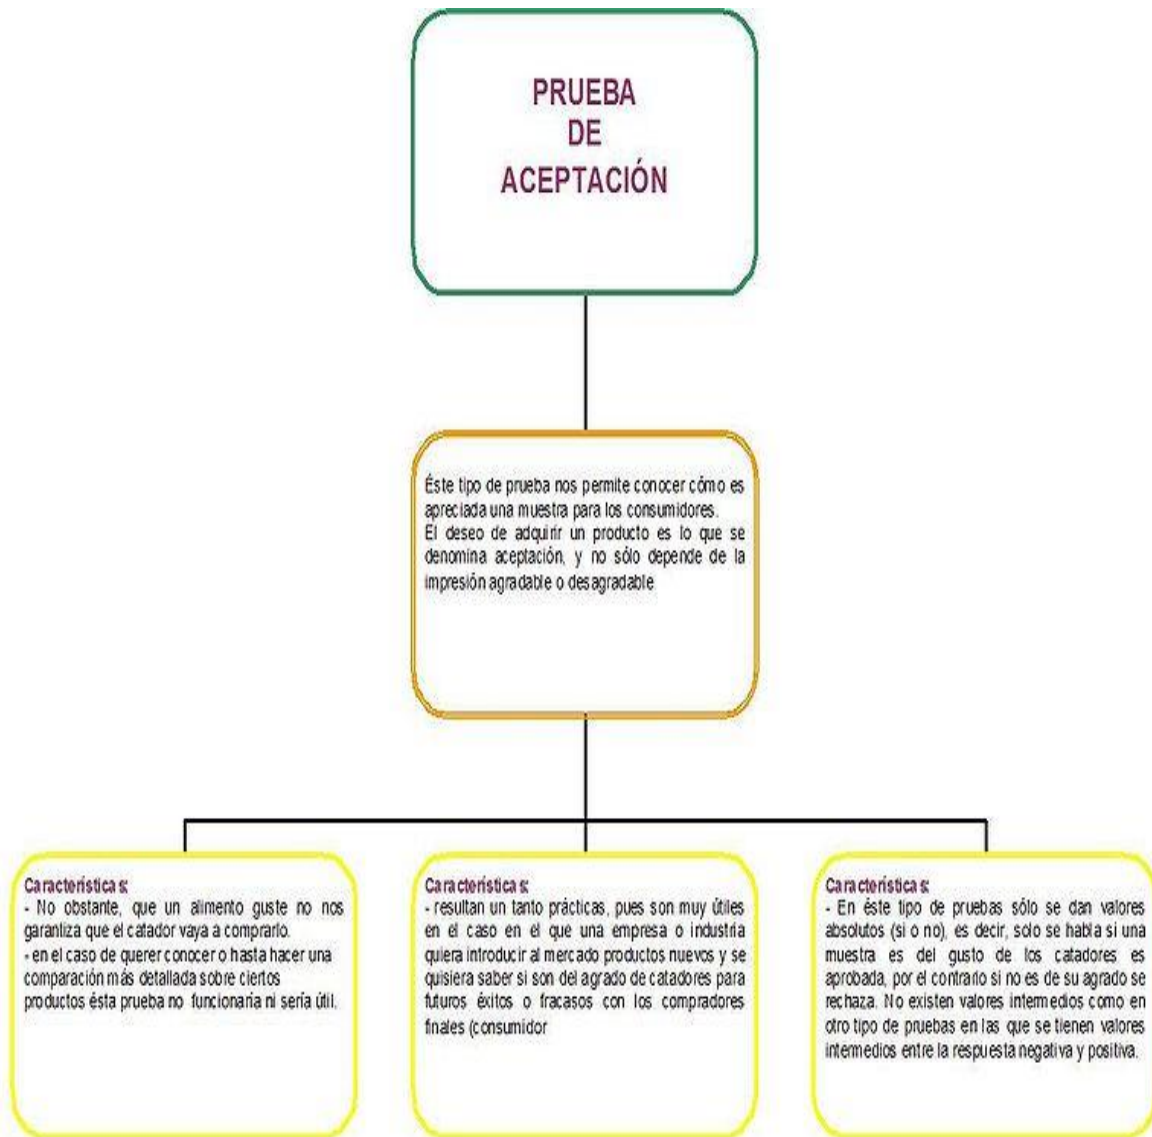 PRUEBA
DE
ACEPTACIÓN
Éste tipo de prueba nos permite conocer cómo es
apreciada una muestra para los consumidores.
El deseo de adquirir un producto es lo que se
denomina aceptación, y no sólo depende de la
impresión agradable o desagradable
Características:
- No obstante, que un alimento guste no nos
garantiza que el catador vaya a comprarlo.
- en el caso de querer conocer o hasta hacer una
comparación más detallada sobre ciertos
productos ésta prueba no funcionaría ni sería útil.
Características:
- resultan un tanto prácticas, pues son muy útiles
en el caso en el que una empresa o industria
quiera introducir al mercado productos nuevos y se
quisiera saber si son del agrado de catadores para
futuros éxitos o fracasos con los compradores
finales (consumidor
Características:
- En éste tipo de pruebas sólo se dan valores
absolutos (si o no), es decir, solo se habla si una
muestra es del gusto de los catadores es
aprobada, por el contrario si no es de su agrado se
rechaza. No existen valores intermedios como en
otro tipo de pruebas en las que se tienen valores
intermedios entre la respuesta negativa y positiva.